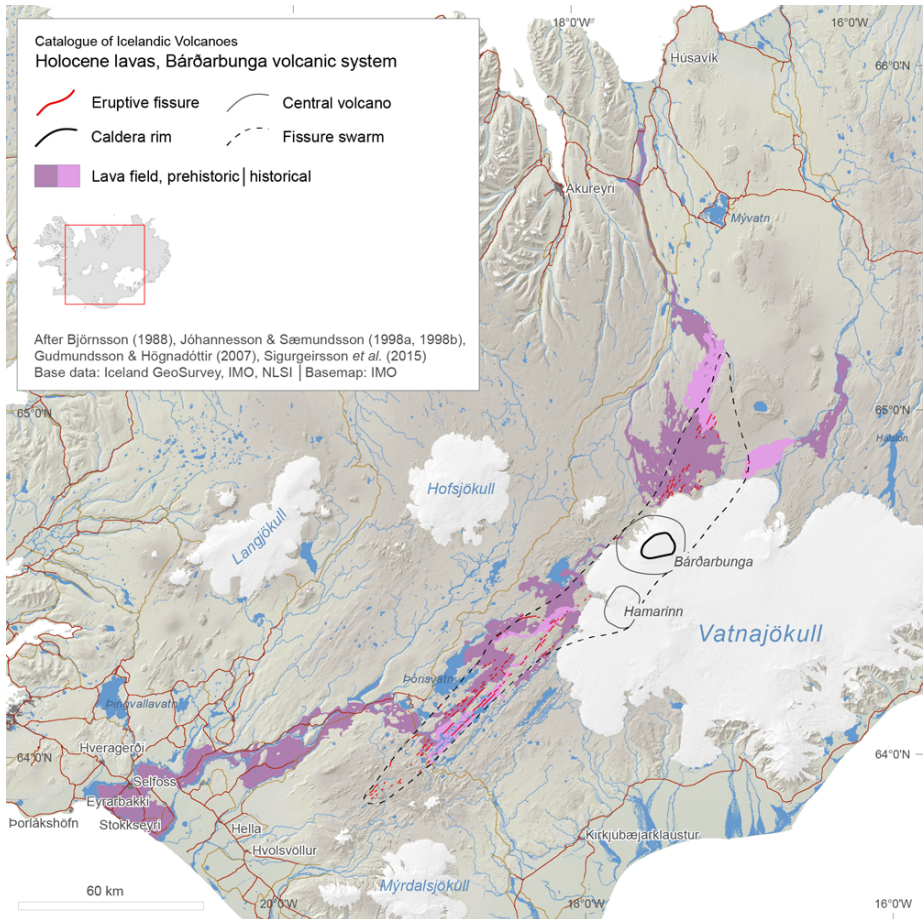 Catalogue of Icelandic Volcanoes
Holocene lavas, Bárðarbunga volcanic system
Eruptive fissure
Central volcano
Caldera rim
Fissure swarm
Lava field, prehistoric | historical
After Björnsson (1988), Jóhannesson & Sæmundsson (1998a, 1998b),
Gudmundsson & Högnadóttir (2007), Sigurgeirsson et al. (2015)
Base data: Iceland GeoSurvey, IMO, NLSI | Basemap: IMO
18°0'W
16°0'W
Húsavík
66°0'N
Akureyri
Mývatn
65°0'N
65°0'N
Hálslón
Hofsjökull
Langjökull
Bárðarbunga
Hamarinn
Vatnajökull
Þórisvatn
Þingvallavatn
Hveragerði
64°0'N
64°0'N
Selfoss
Eyrarbakki
Þorlákshöfn
Stokkseyri
Hella
Hvolsvöllur
Kirkjubæjarklaustur
Mýrdalsjökull
60 km
20°0'W
18°0'W
16°0'W